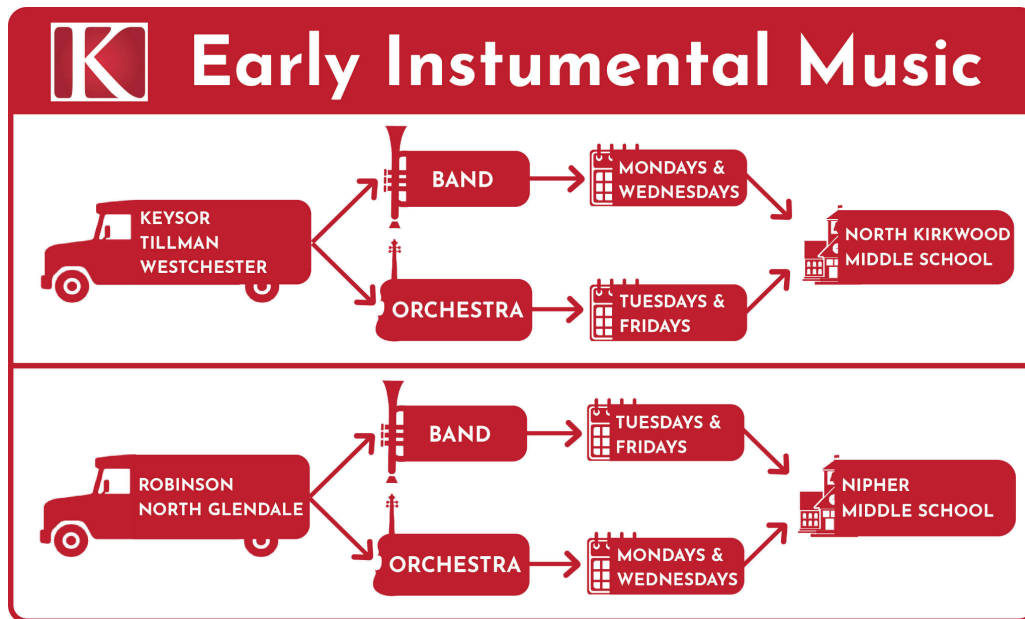 K Early Instumental Music
KEYSOR
TILLMAN
WESTCHESTER
BAND
MONDAYS &
WEDNESDAYS
ORCHESTRA
TUESDAYS &
FRIDAYS
NORTH KIRKWOOD
MIDDLE SCHOOL
ROBINSON
NORTH GLENDALE
BAND
TUESDAYS &
FRIDAYS
ORCHESTRA
MONDAYS &
WEDNESDAYS
NIPHER
MIDDLE SCHOOL